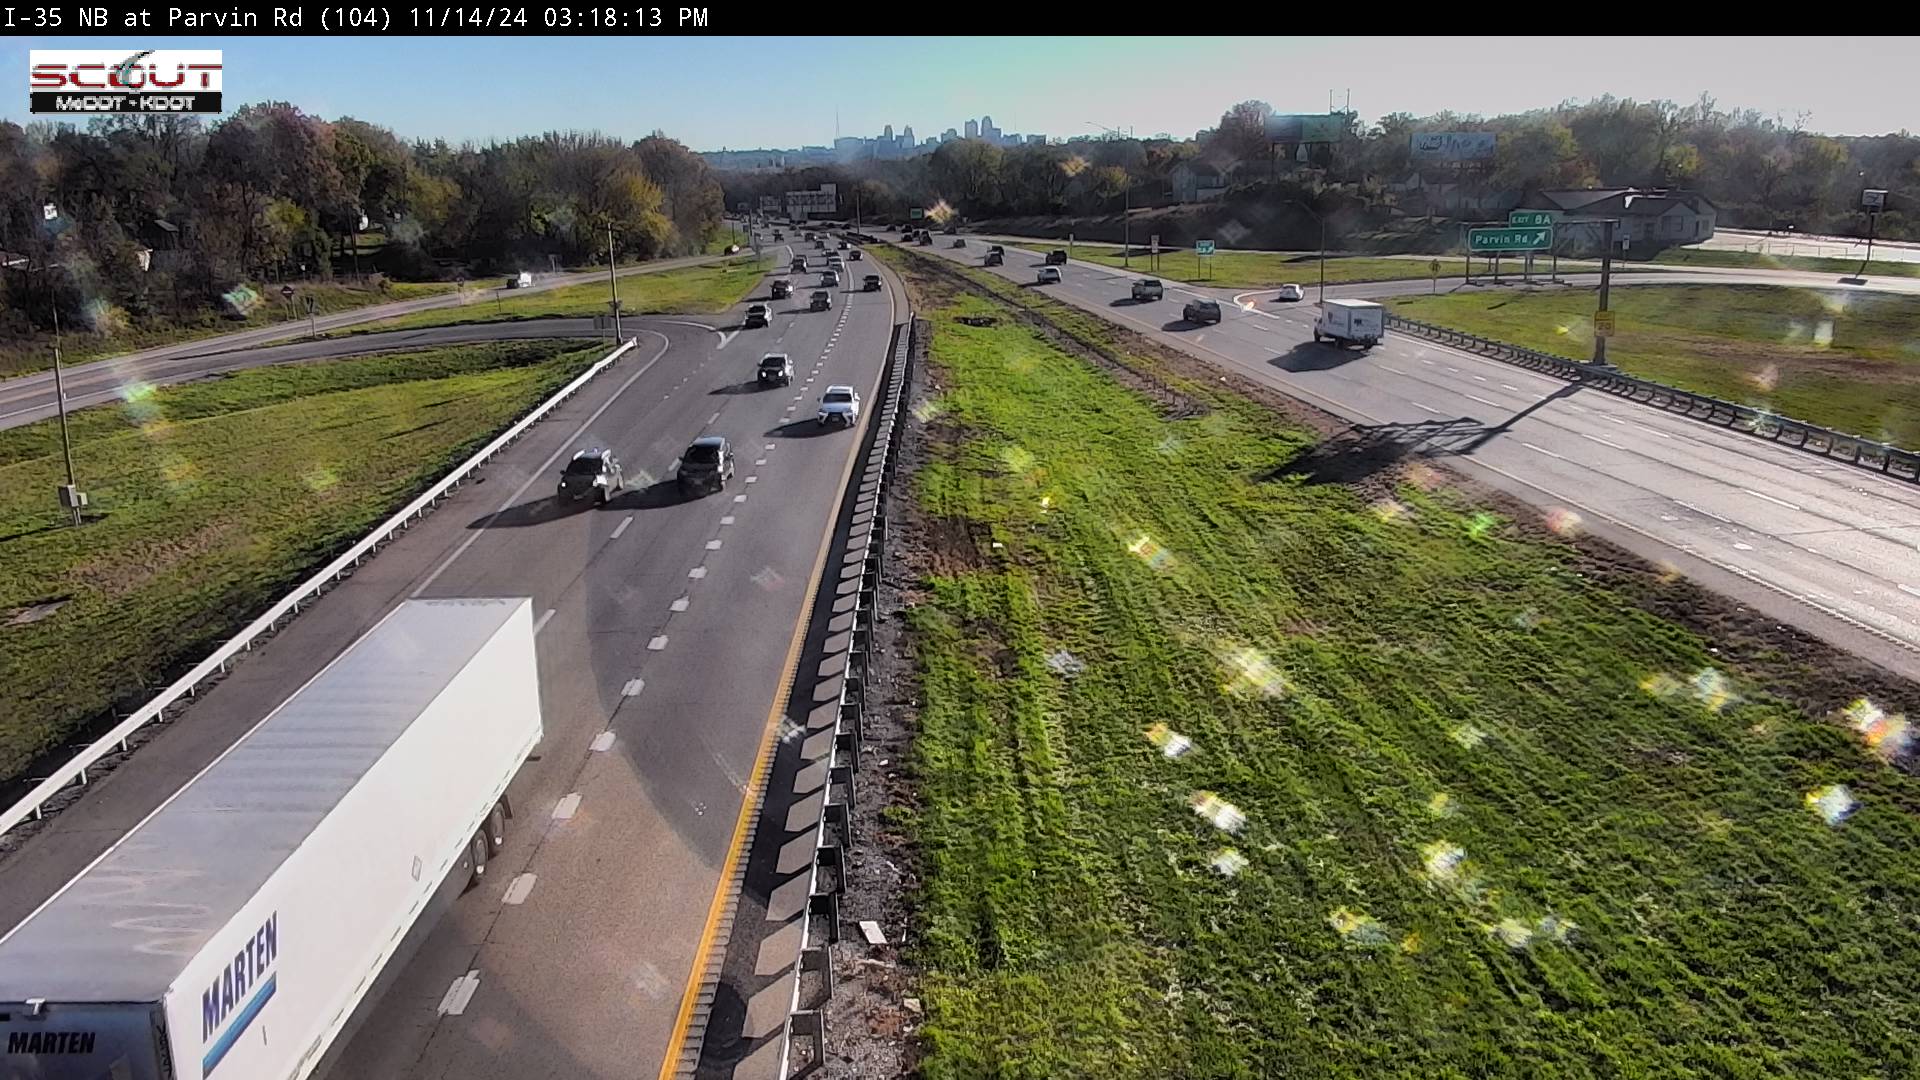 I-35 NB at Parvin Rd (104) 11/14/24 03:18:13 PM
SCOUT
MoDOT - KDOT
EXIT 8A
Parvin Rd
MARTEN
MARTEN